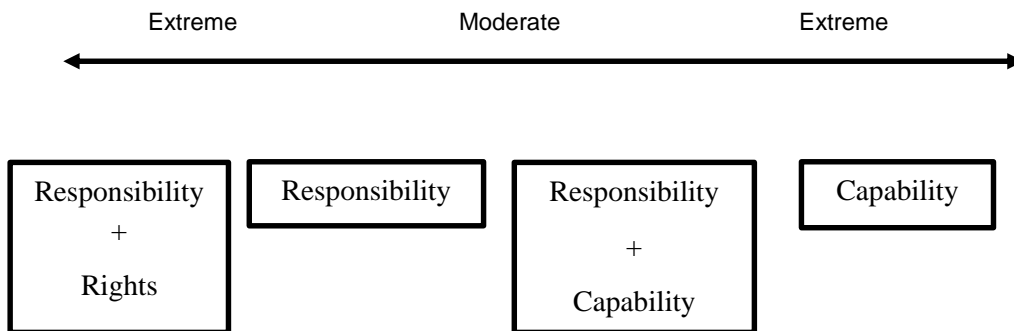 Extreme
Moderate
Extreme
Responsibility
+
Rights
Responsibility
Responsibility
+
Capability
Capability